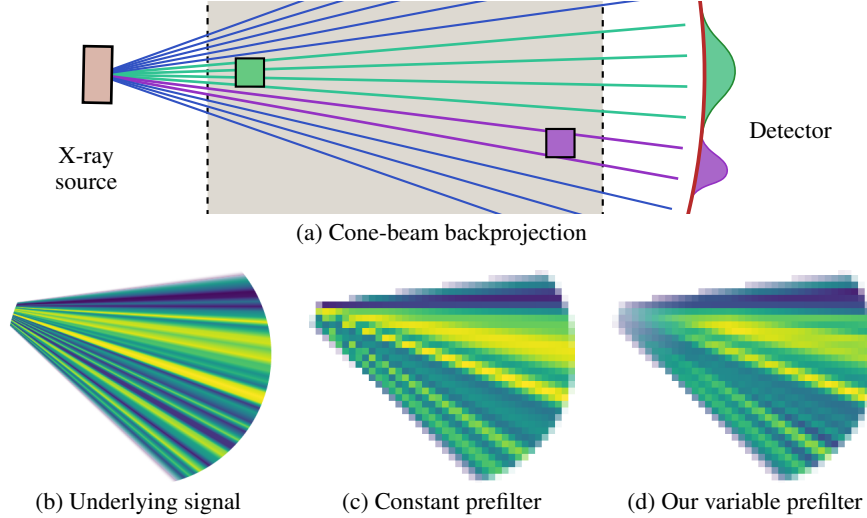 X-ray
source
Detector
(a) Cone-beam backprojection
(b) Underlying signal
(c) Constant prefilter
(d) Our variable prefilter